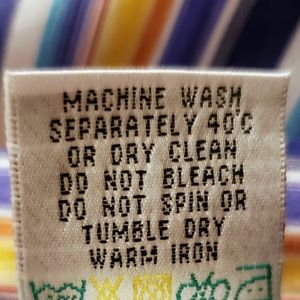 MACHINE WASH
SEPARATELY 40°C
OR DRY CLEAN
DO NOT BLEACH
DO NOT SPIN OR
TUMBLE DRY
WARM IRON